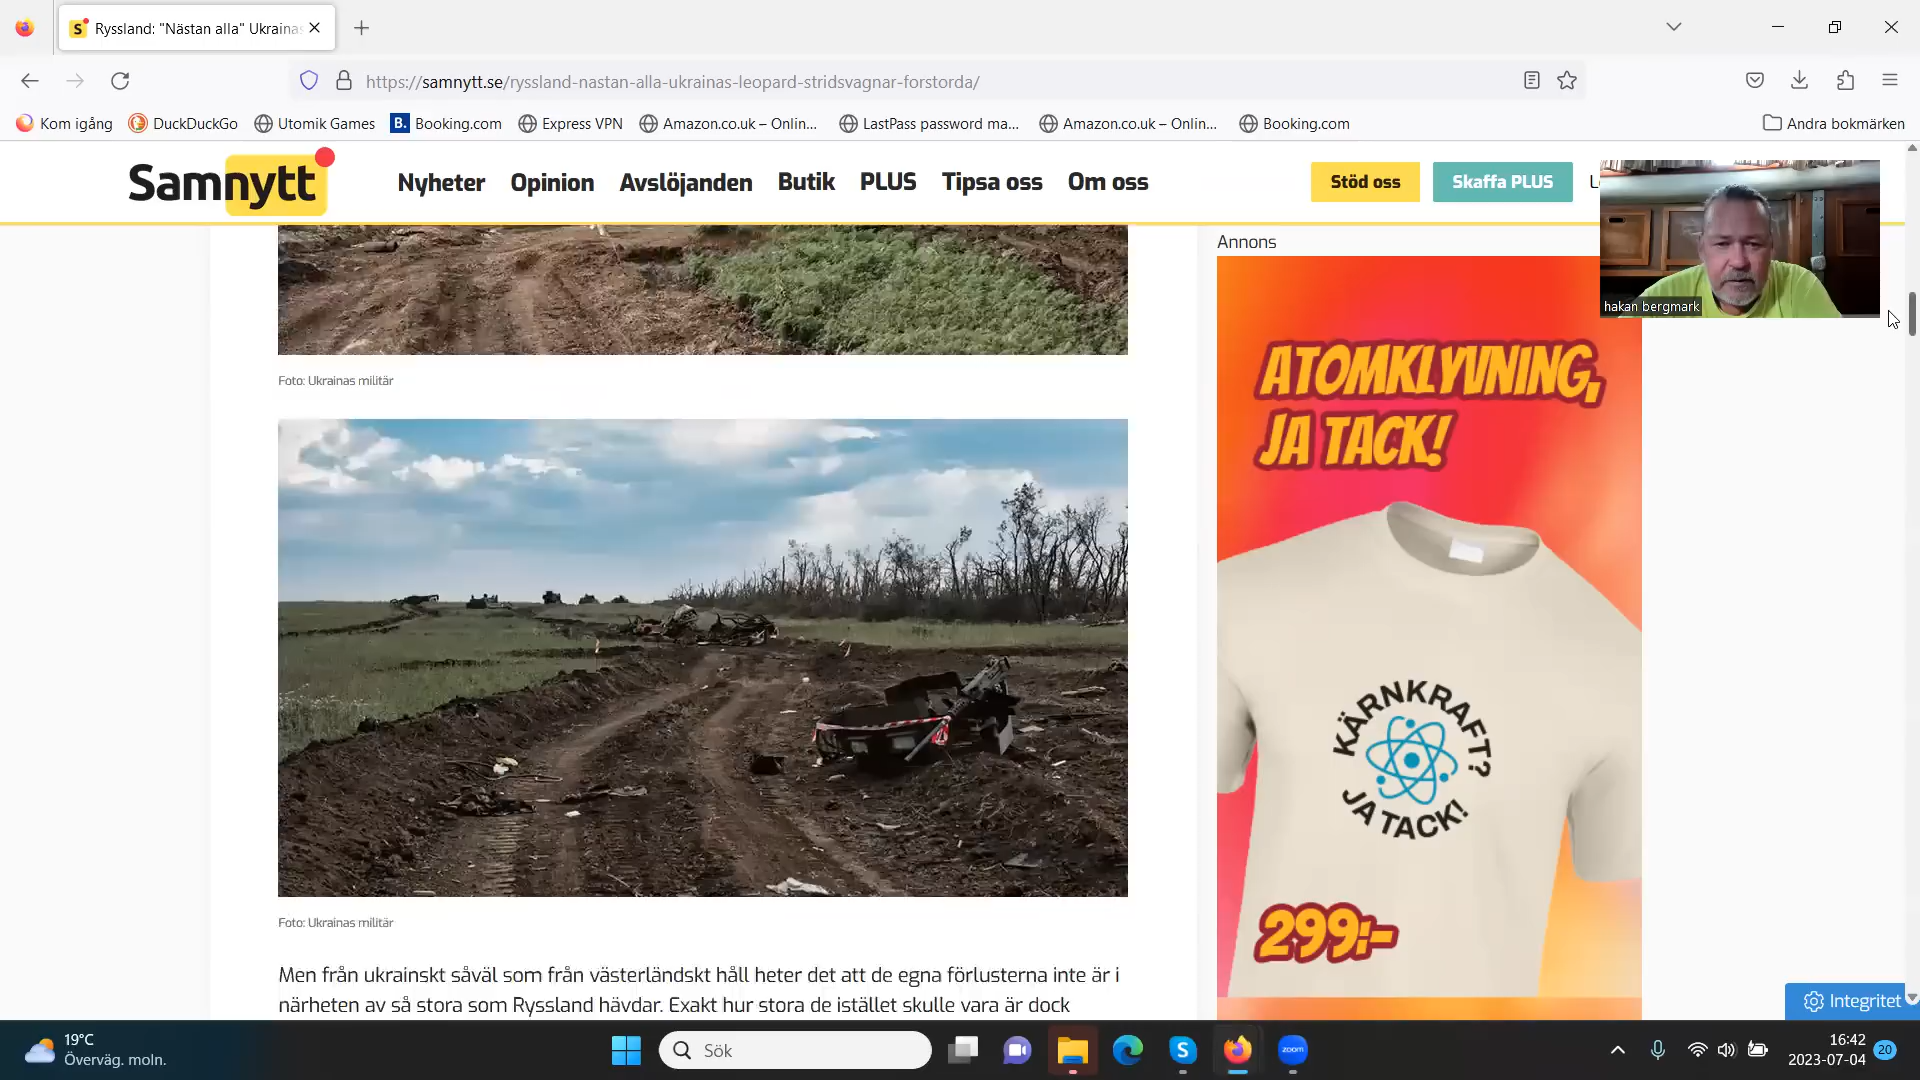 Ryssland: "Nästan alla" Ukrainas
https://samnytt.se/ryssland-nastan-alla-ukrainas-leopard-stridsvagnar-forstorda/
Kom igång
DuckDuckGo
Utomik Games
B. Booking.com
Express VPN
Amazon.co.uk – Onlin...
LastPass password ma...
Amazon.co.uk – Onlin...
Booking.com
Andra bokmärken
Samnytt
Nyheter
Opinion
Avslöjanden
Butik
PLUS
Tipsa oss
Om oss
Stöd oss
Skaffa PLUS
hakan bergmark
Annons
Foto: Ukrainas militär
ATOMKLYVNING,
JA TACK!
KÄRNKRAFT?
JA TACK!
299:-
Foto: Ukrainas militär
Men från ukrainskt såväl som från västerländskt håll heter det att de egna förlusterna inte är i
närheten av så stora som Ryssland hävdar. Exakt hur stora de istället skulle vara är dock
Integritet
19°C
Överväg. moln.
Sök
zoom
16:42
2023-07-04
20